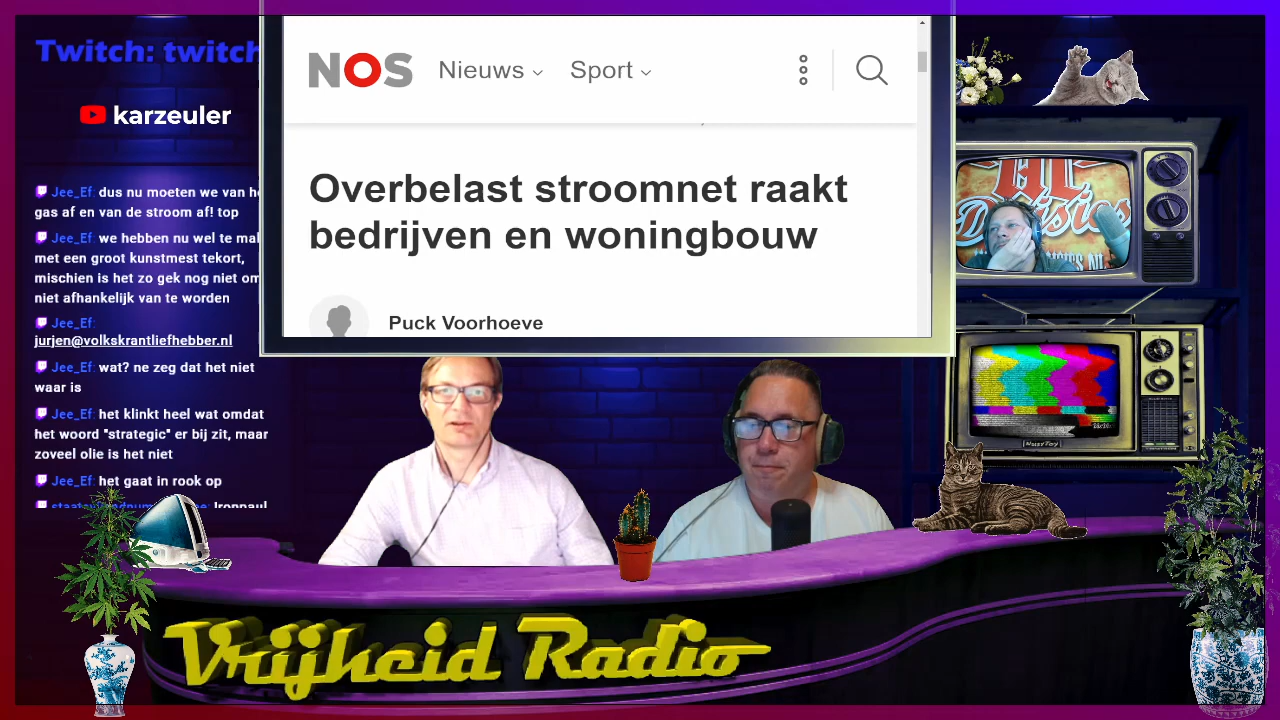 Twitch: twitch
karzeuler
Jee_Ef: dus nu moeten we van he
gas af en van de stroom af! top
Jee_Ef: we hebben nu wel te mak
met een groot kunstmest tekort,
mischien is het zo gek nog niet om
niet afhankelijk van te worden
Jee_Ef:
jurjen@volkskrantliefhebber.nl
Jee_Ef: wat? ne zeg dat het niet
waar is
Jee_Ef: het klinkt heel wat omdat
het woord "strategic" er bij zit, maar
zoveel olie is het niet
Jee_Ef: het gaat in rook op
NOS
Nieuws
Sport
Overbelast stroomnet raakt
bedrijven en woningbouw
Puck Voorhoeve
Vrijheid Radio